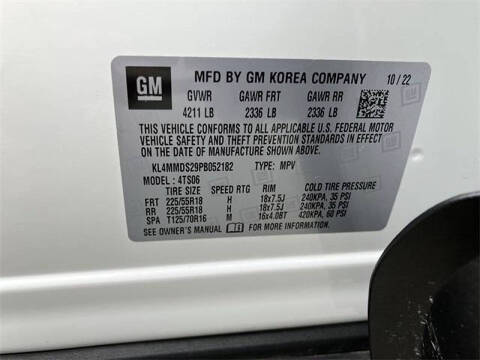 GM MFD BY GM KOREA COMPANY 10/22
GVWR GAWR FRT GAWR RR
4211 LB 2336 LB 2336 LB
THIS VEHICLE CONFORMS TO ALL APPLICABLE U.S. FEDERAL MOTOR
VEHICLE SAFETY AND THEFT PREVENTION STANDARDS IN EFFECT ON
THE DATE OF MANUFACTURE SHOWN ABOVE.
KL4MMDS29PB052182 TYPE: MPV
MODEL: 4TS06
TIRE SIZE SPEED RTG RIM COLD TIRE PRESSURE
FRT 225/55R18 H 18x7.5J 240KPA, 35 PSI
RR 225/55R18 H 18x7.5J 240KPA, 35 PSI
SPA T125/70R16 M 16x4.0BT 420KPA, 60 PSI
SEE OWNER'S MANUAL FOR MORE INFORMATION.